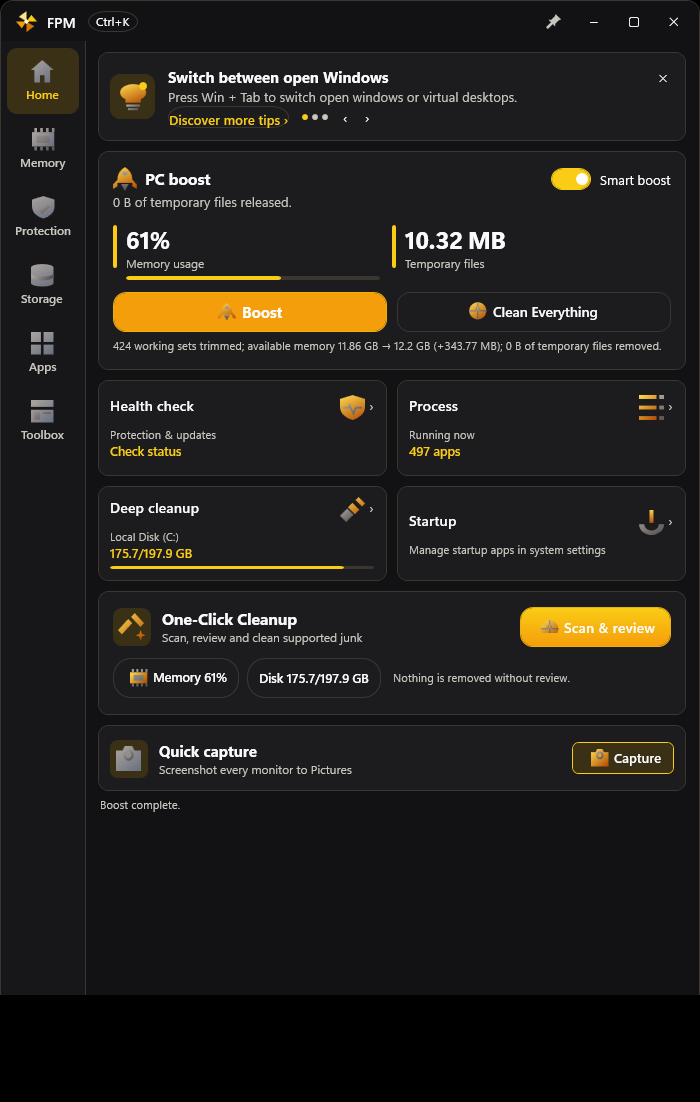 FPM Ctrl+K
Home
Memory
Protection
Storage
Apps
Toolbox
Switch between open Windows
Press Win + Tab to switch open windows or virtual desktops.
Discover more tips ›
PC boost
Smart boost
0 B of temporary files released.
61%
Memory usage
10.32 MB
Temporary files
Boost
Clean Everything
424 working sets trimmed; available memory 11.86 GB → 12.2 GB (+343.77 MB); 0 B of temporary files removed.
Health check
Protection & updates
Check status
Process
Running now
497 apps
Deep cleanup
Local Disk (C:)
175.7/197.9 GB
Startup
Manage startup apps in system settings
One-Click Cleanup
Scan, review and clean supported junk
Scan & review
Memory 61%
Disk 175.7/197.9 GB
Nothing is removed without review.
Quick capture
Screenshot every monitor to Pictures
Capture
Boost complete.